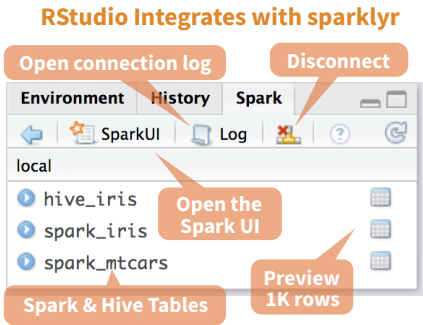 RStudio Integrates with sparklyr
Open connection log
Disconnect
Environment History Spark
SparkUI Log ?
local
hive_iris
spark_iris
spark_mtcars
Open the
Spark UI
Preview
1K rows
Spark & Hive Tables